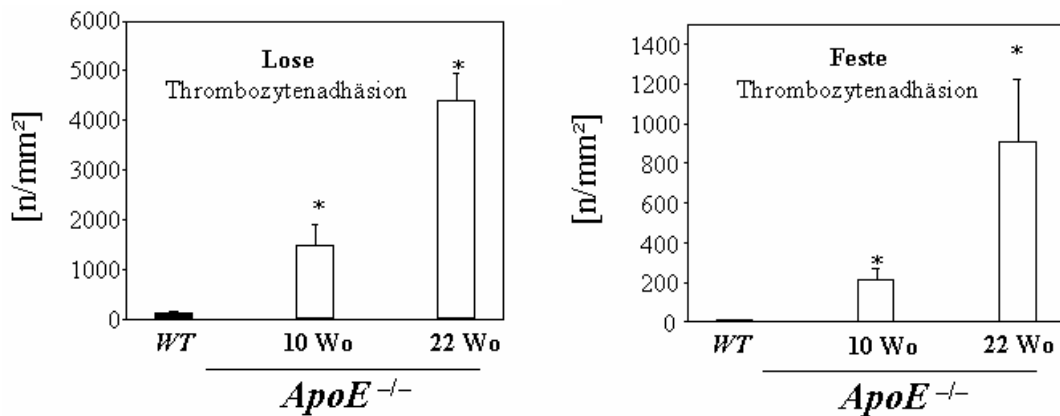 Lose
Thrombozytenadhäsion
[n/mm²]
6000
5000
4000
3000
2000
1000
0
*
*
WT
10 Wo
22 Wo
ApoE –/–
Feste
Thrombozytenadhäsion
[n/mm²]
1400
1200
1000
800
600
400
200
0
*
*
WT
10 Wo
22 Wo
ApoE –/–